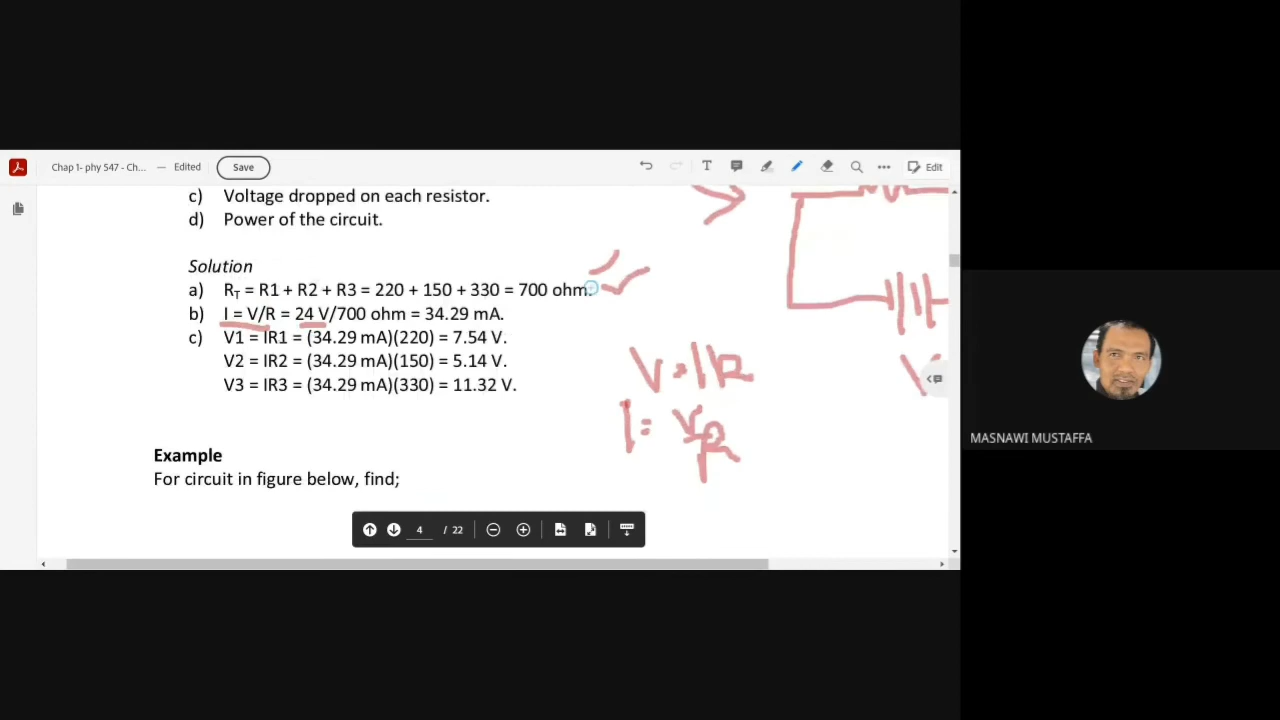 Chap 1- phy S47 - Ch... — Edited Save T ... Edit
c) Voltage dropped on each resistor.
d) Power of the circuit.
Solution
a) RT = R1 + R2 + R3 = 220 + 150 + 330 = 700 ohm.
b) I = V/R = 24 V/700 ohm = 34.29 mA.
c) V1 = IR1 = (34.29 mA)(220) = 7.54 V.
V2 = IR2 = (34.29 mA)(150) = 5.14 V.
V3 = IR3 = (34.29 mA)(330) = 11.32 V.
V = IR
I = V/R
V
Example
For circuit in figure below, find;
4 / 22
MASNAWI MUSTAFFA